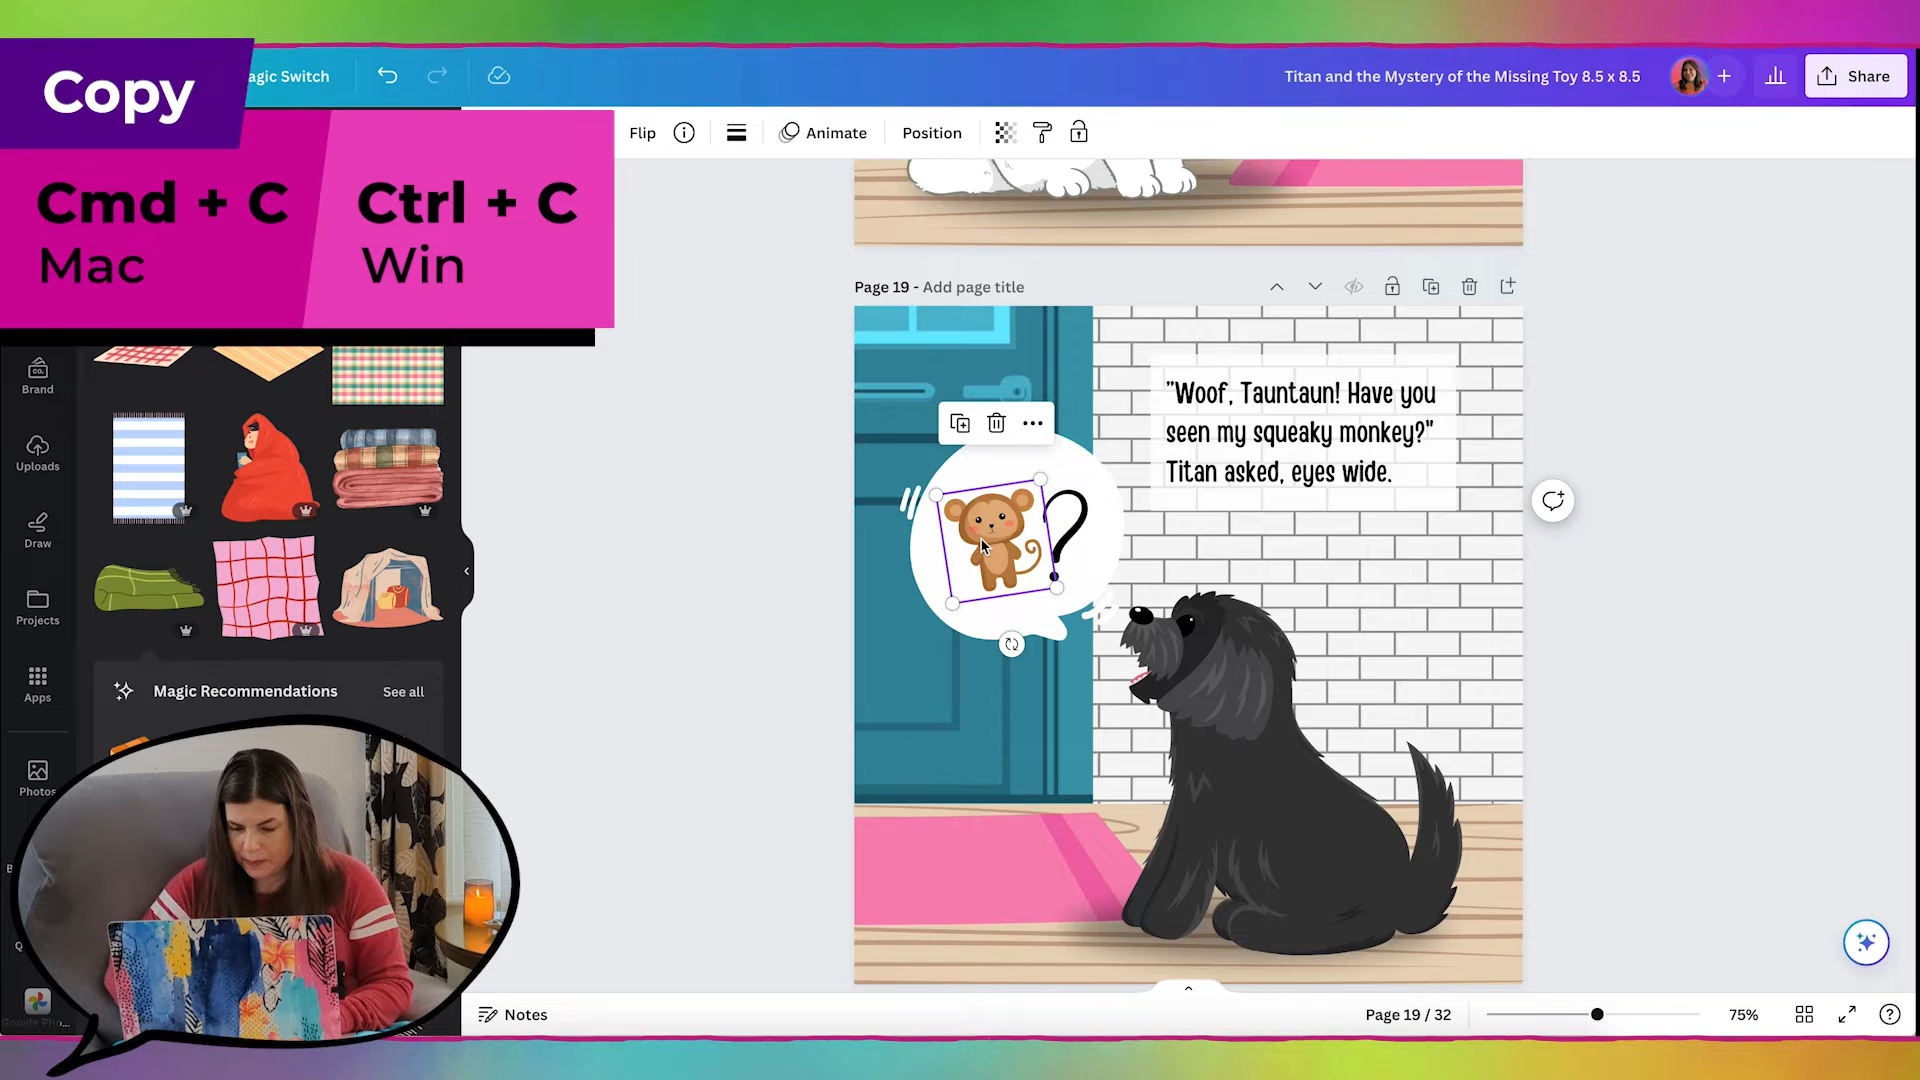 Copy
Cmd + C
Mac
Ctrl + C
Win
agic Switch
Titan and the Mystery of the Missing Toy 8.5 x 8.5
Share
Flip
Animate
Position
Brand
Uploads
Draw
Projects
Apps
Photos
Magic Recommendations
See all
Page 19 - Add page title
"Woof, Tauntaun! Have you
seen my squeaky monkey?"
Titan asked, eyes wide.
?
Notes
Page 19 / 32
75%